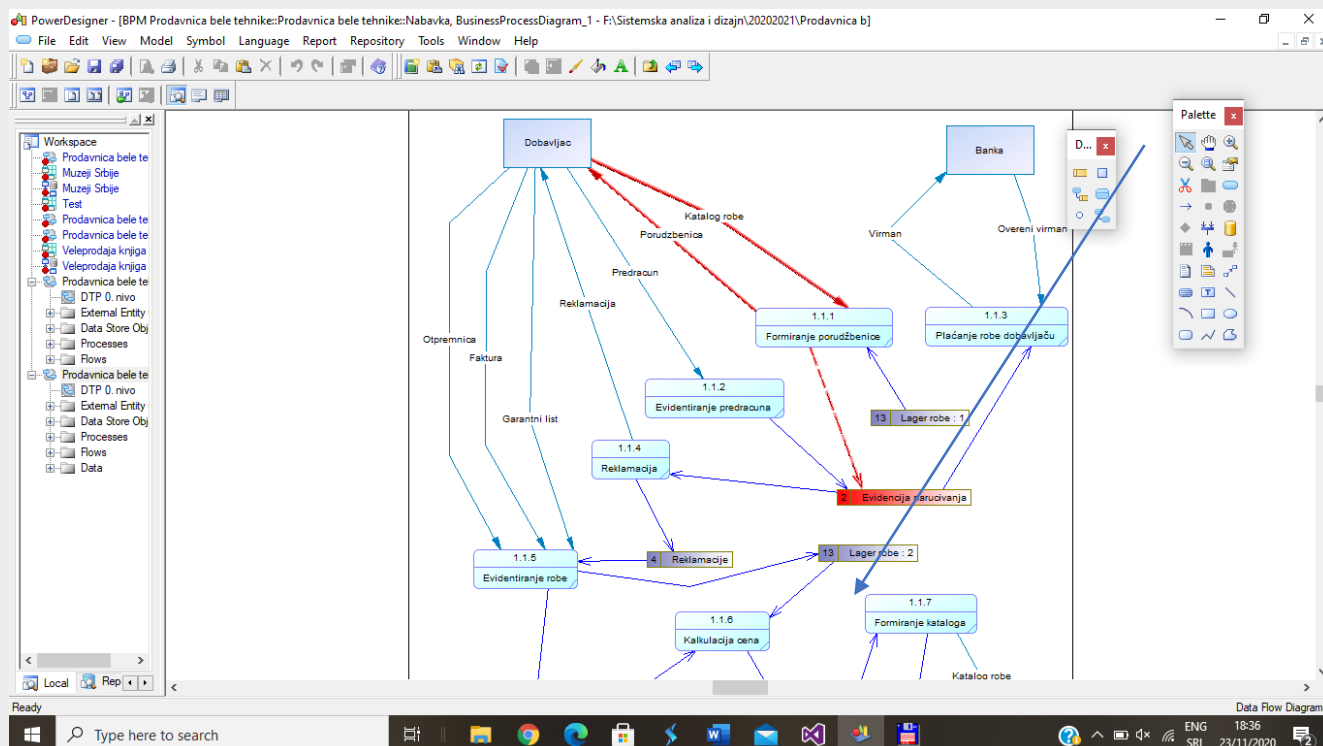 PowerDesigner - [BPM Prodavnica bele tehnike::Prodavnica bele tehnike::Nabavka, BusinessProcessDiagram_1 - F:\Sistemska analiza i dizajn\20202021\Prodavnica b]
File Edit View Model Symbol Language Report Repository Tools Window Help
Workspace
Prodavnica bele te
Muzeji Srbije
Muzeji Srbije
Test
Prodavnica bele te
Prodavnica bele te
Veleprodaja knjiga
Veleprodaja knjiga
Prodavnica bele te
DTP 0. nivo
External Entity
Data Store Obj
Processes
Flows
Prodavnica bele tel
DTP 0. nivo
External Entity
Data Store Obj
Processes
Flows
Data
Local Rep
Dobavljac
Banka
D...
Palette
Katalog robe
Porudzbenica
Virman
Overeni virman
Predracun
Reklamacija
Otpremnica
Faktura
Garantni list
1.1.1
Formiranje porudžbenice
1.1.3
Plaćanje robe dobavljaču
1.1.2
Evidentiranje predracuna
13 Lager robe : 1
1.1.4
Reklamacija
2 Evidencija narucivanja
1.1.5
Evidentiranje robe
4 Reklamacije
13 Lager robe : 2
1.1.6
Kalkulacija cena
1.1.7
Formiranje kataloga
Katalog robe
Ready
Data Flow Diagram
Type here to search
ENG
SRL
18:36
23/11/2020